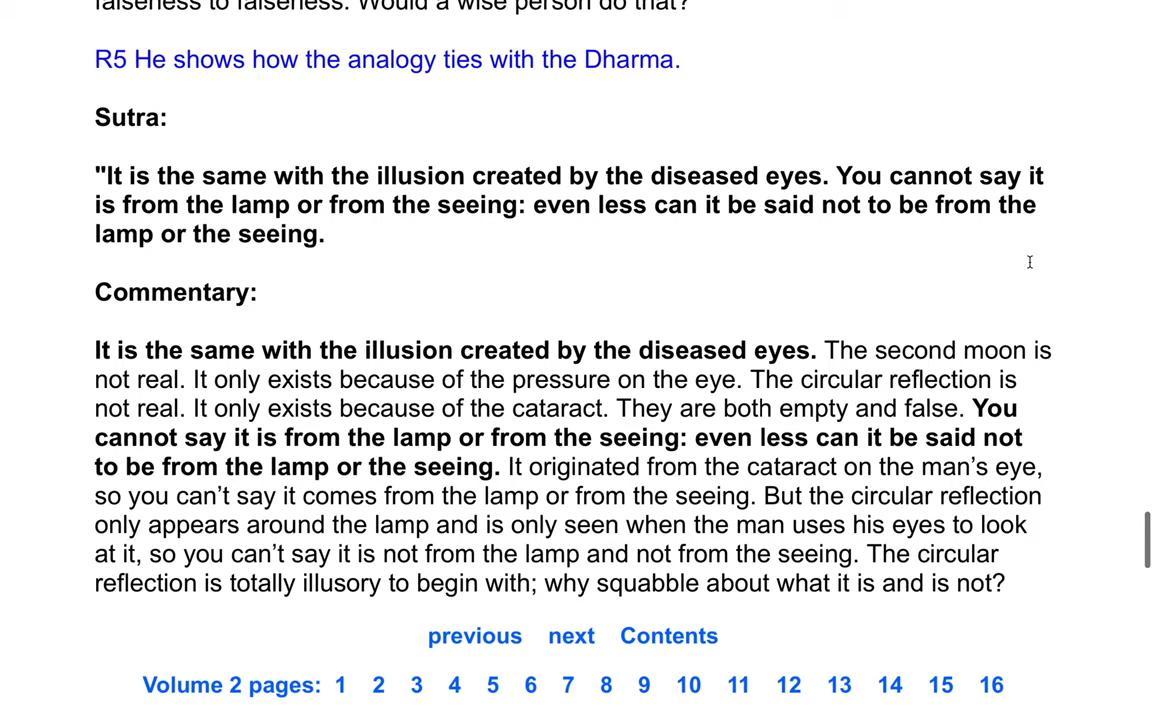 falseness to falseness. Would a wise person do that?
R5 He shows how the analogy ties with the Dharma.
Sutra:
"It is the same with the illusion created by the diseased eyes. You cannot say it
is from the lamp or from the seeing: even less can it be said not to be from the
lamp or the seeing.
Commentary:
It is the same with the illusion created by the diseased eyes. The second moon is
not real. It only exists because of the pressure on the eye. The circular reflection is
not real. It only exists because of the cataract. They are both empty and false. You
cannot say it is from the lamp or from the seeing: even less can it be said not
to be from the lamp or the seeing. It originated from the cataract on the man’s eye,
so you can’t say it comes from the lamp or from the seeing. But the circular reflection
only appears around the lamp and is only seen when the man uses his eyes to look
at it, so you can’t say it is not from the lamp and not from the seeing. The circular
reflection is totally illusory to begin with; why squabble about what it is and is not?
previous next Contents
Volume 2 pages: 1 2 3 4 5 6 7 8 9 10 11 12 13 14 15 16